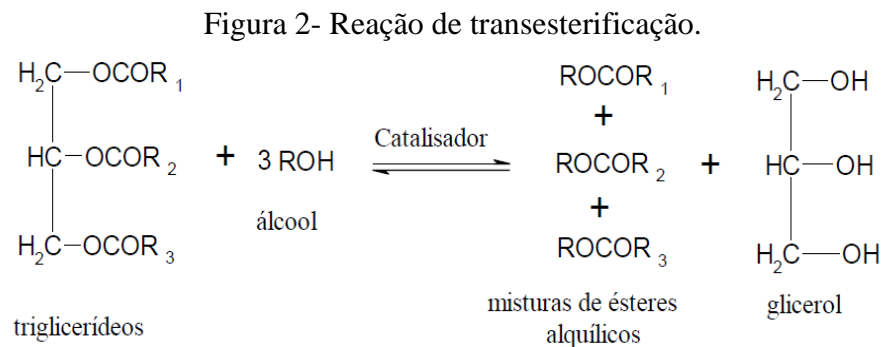 Figura 2- Reação de transesterificação.
H₂C—OCOR ₁
HC—OCOR ₂
H₂C—OCOR ₃
triglicerídeos
+
3 ROH
álcool
Catalisador
ROCOR ₁
+
ROCOR ₂
+
ROCOR ₃
misturas de ésteres
alquílicos
+
H₂C—OH
HC—OH
H₂C—OH
glicerol